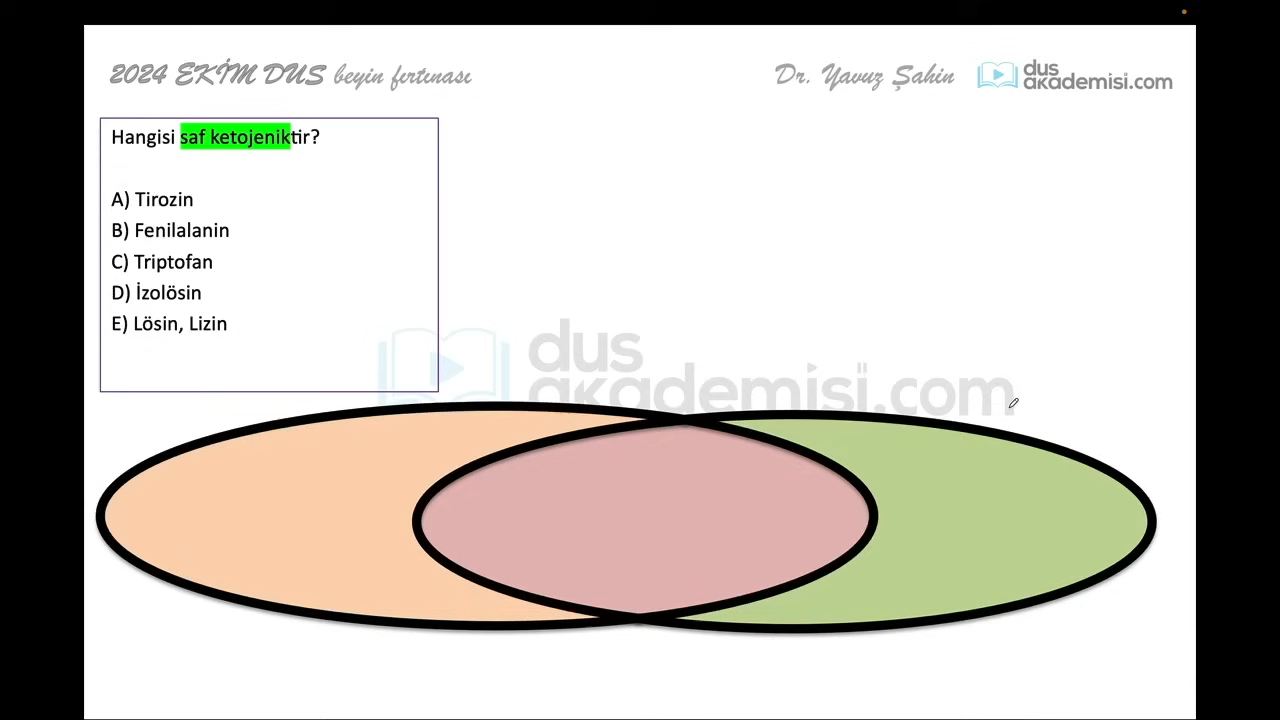 2024 EKİM DUS beyin fırtınası
Dr. Yavuz Şahin
dus
akademisi.com
Hangisi saf ketojeniktir?
A) Tirozin
B) Fenilalanin
C) Triptofan
D) İzolösin
E) Lösin, Lizin
dus
akademisi.com